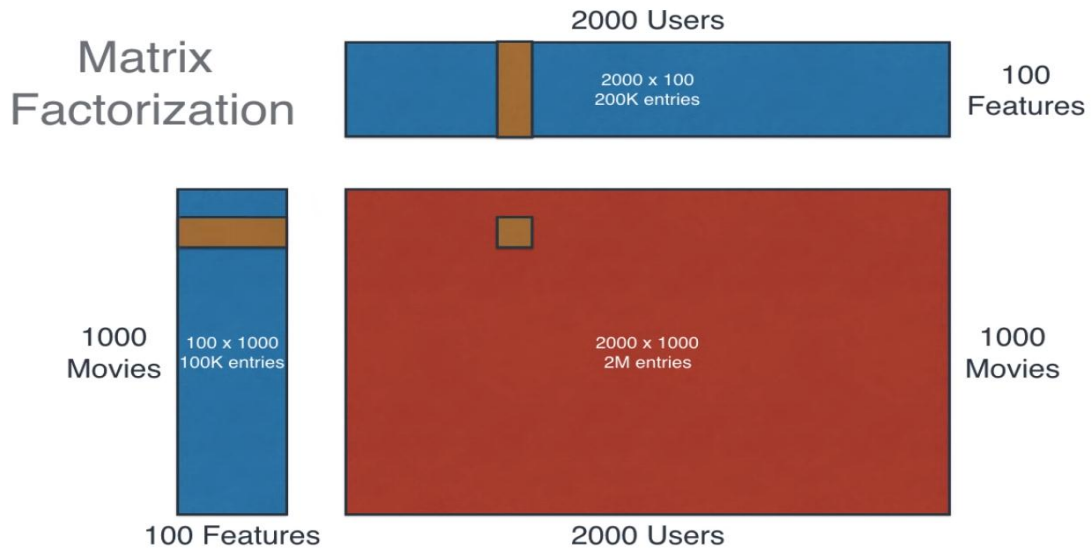 Matrix
Factorization
2000 Users
2000 x 100
200K entries
100
Features
1000
Movies
100 x 1000
100K entries
2000 x 1000
2M entries
1000
Movies
100 Features
2000 Users